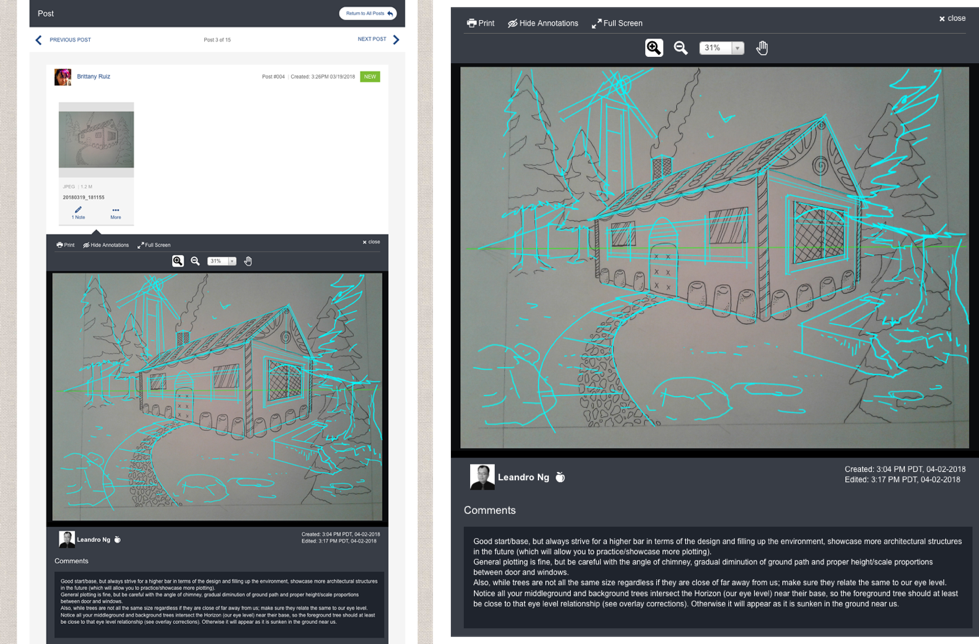 Post
Return to All Posts
PREVIOUS POST
Post 3 of 15
NEXT POST
Brittany Ruiz
Post #004 | Created: 3:26PM 03/19/2018
NEW
JPEG | 1.2 M
20180319_181155
1 Note
More
Print
Hide Annotations
Full Screen
× close
31%
Leandro Ng
Created: 3:04 PM PDT, 04-02-2018
Edited: 3:17 PM PDT, 04-02-2018
Comments
Good start/base, but always strive for a higher bar in terms of the design and filling up the environment, showcase more architectural structures
in the future (which will allow you to practice/showcase more plotting).
General plotting is fine, but be careful with the angle of chimney, gradual diminution of ground path and proper height/scale proportions
between door and windows.
Also, while trees are not all the same size regardless if they are close of far away from us; make sure they relate the same to our eye level.
Notice all your middleground and background trees intersect the Horizon (our eye level) near their base, so the foreground tree should at least
be close to that eye level relationship (see overlay corrections). Otherwise it will appear as it is sunken in the ground near us.
Print
Hide Annotations
Full Screen
× close
31%
Leandro Ng
Created: 3:04 PM PDT, 04-02-2018
Edited: 3:17 PM PDT, 04-02-2018
Comments
Good start/base, but always strive for a higher bar in terms of the design and filling up the environment, showcase more architectural structures
in the future (which will allow you to practice/showcase more plotting).
General plotting is fine, but be careful with the angle of chimney, gradual diminution of ground path and proper height/scale proportions
between door and windows.
Also, while trees are not all the same size regardless if they are close of far away from us; make sure they relate the same to our eye level.
Notice all your middleground and background trees intersect the Horizon (our eye level) near their base, so the foreground tree should at least
be close to that eye level relationship (see overlay corrections). Otherwise it will appear as it is sunken in the ground near us.